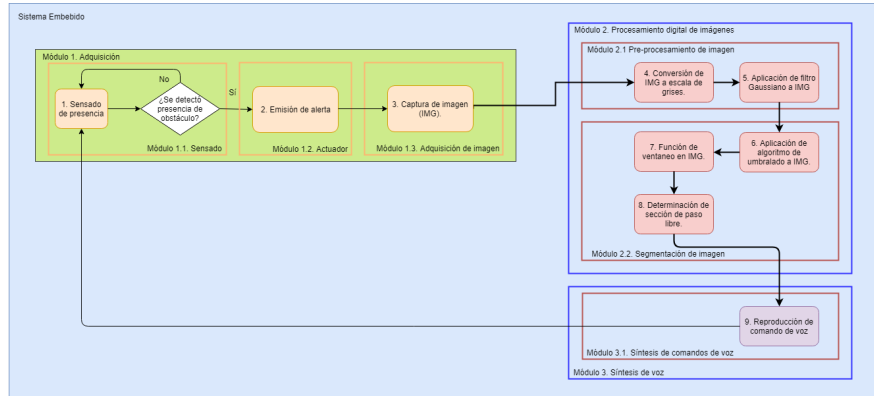 Sistema Embebido
Módulo 1. Adquisición
No
1. Sensado
de presencia
¿Se detectó
presencia de
obstáculo?
Sí
Módulo 1.1. Sensado
2. Emisión de alerta
Módulo 1.2. Actuador
3. Captura de imagen
(IMG).
Módulo 1.3. Adquisición de imagen
Módulo 2. Procesamiento digital de imágenes
Módulo 2.1 Pre-procesamiento de imagen
4. Conversión de
IMG a escala de
grises.
5. Aplicación de filtro
Gaussiano a IMG
6. Aplicación de
algoritmo de
umbralado a IMG.
7. Función de
ventaneo en IMG.
8. Determinación de
sección de paso
libre.
Módulo 2.2. Segmentación de imagen
9. Reproducción de
comando de voz
Módulo 3.1. Síntesis de comandos de voz
Módulo 3. Síntesis de voz